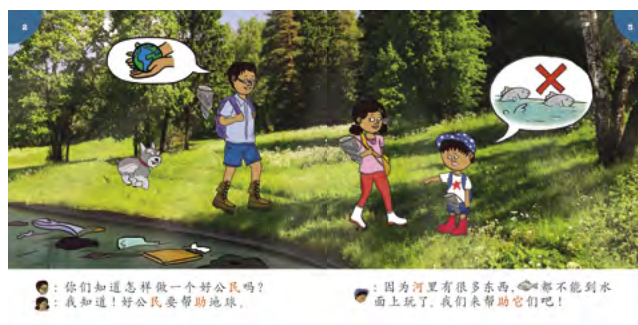 : 你们知道怎样做一个好公民吗?
: 我知道!好公民要帮助地球。
: 因为河里有很多东西,都不能到水
面上玩了。我们来帮助它们吧!